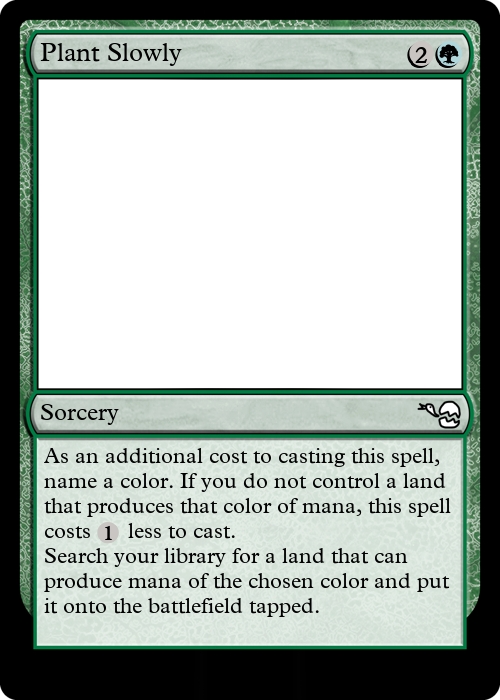 Plant Slowly 2
Sorcery
As an additional cost to casting this spell,
name a color. If you do not control a land
that produces that color of mana, this spell
costs 1 less to cast.
Search your library for a land that can
produce mana of the chosen color and put
it onto the battlefield tapped.